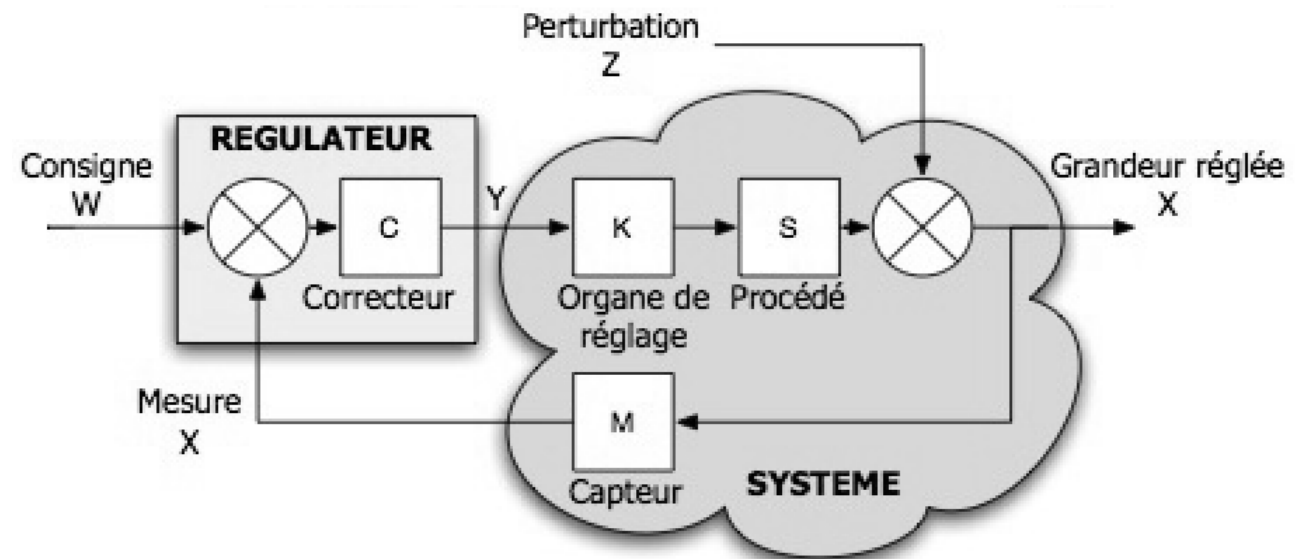 Perturbation
Z
REGULATEUR
Consigne
W
C
Correcteur
Y
K
Organe de
réglage
S
Procédé
Grandeur réglée
X
Mesure
X
M
Capteur
SYSTEME